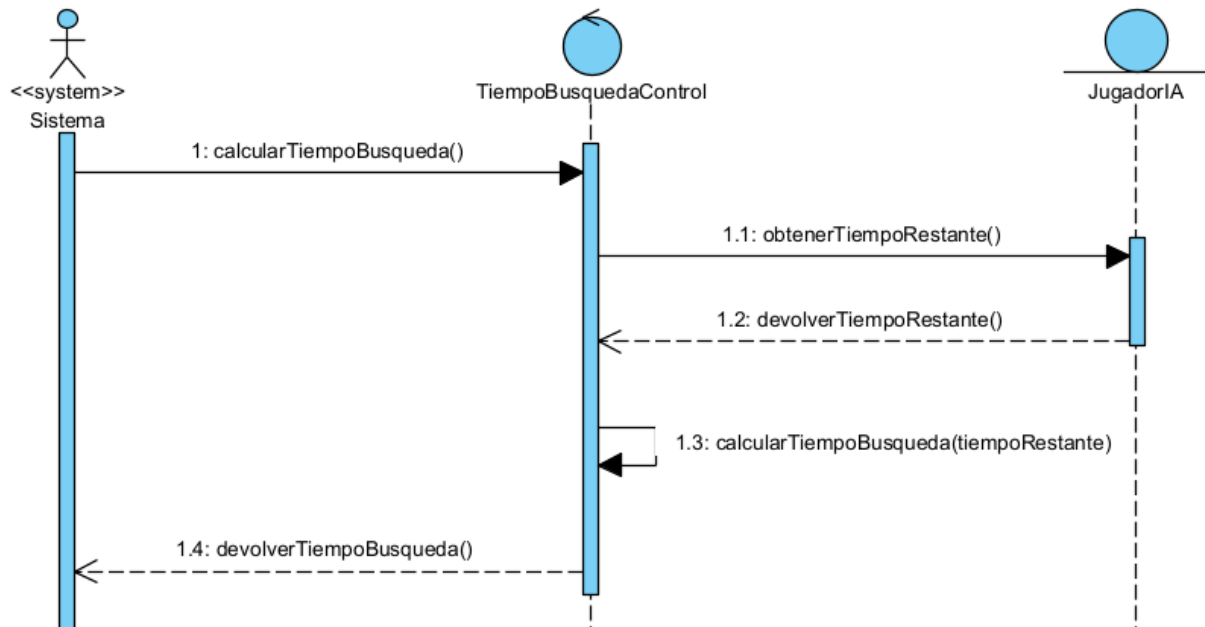 <<system>>
Sistema
TiempoBusquedaControl
JugadorIA
1: calcularTiempoBusqueda()
1.1: obtenerTiempoRestante()
1.2: devolverTiempoRestante()
1.3: calcularTiempoBusqueda(tiempoRestante)
1.4: devolverTiempoBusqueda()